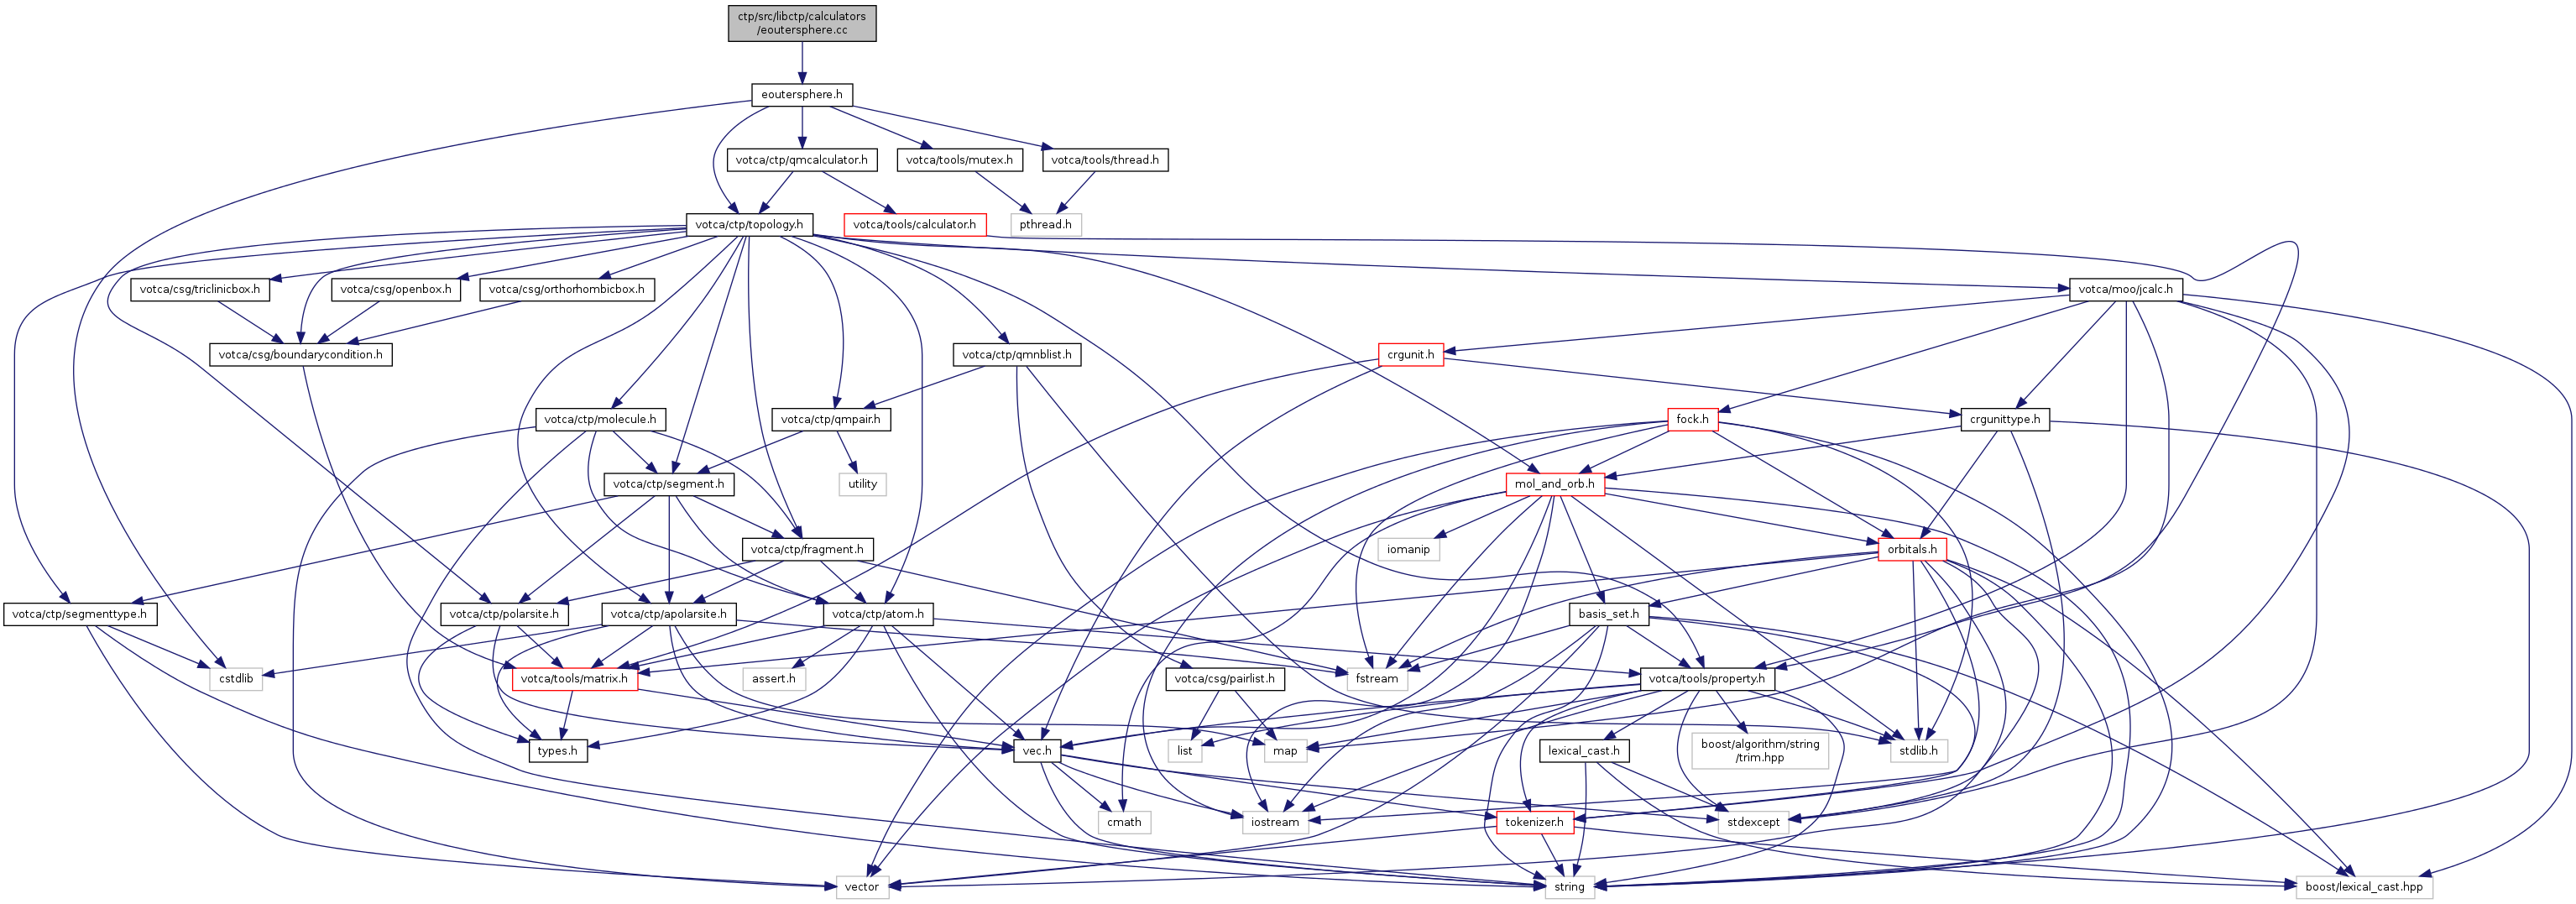 ctp/src/libctp/calculators
/eoutersphere.cc
eoutersphere.h
votca/ctp/qmcalculator.h
votca/tools/mutex.h
votca/tools/thread.h
votca/ctp/topology.h
votca/tools/calculator.h
pthread.h
votca/csg/triclinicbox.h
votca/csg/openbox.h
votca/csg/orthorhombicbox.h
votca/moo/jcalc.h
votca/csg/boundarycondition.h
votca/ctp/qmnblist.h
crgunit.h
votca/ctp/molecule.h
votca/ctp/qmpair.h
fock.h
crgunittype.h
votca/ctp/segment.h
utility
mol_and_orb.h
votca/ctp/fragment.h
iomanip
orbitals.h
votca/ctp/segmenttype.h
votca/ctp/polarsite.h
votca/ctp/apolarsite.h
votca/ctp/atom.h
basis_set.h
cstdlib
votca/tools/matrix.h
assert.h
votca/csg/pairlist.h
fstream
votca/tools/property.h
types.h
vec.h
list
map
lexical_cast.h
boost/algorithm/string
/trim.hpp
stdlib.h
cmath
iostream
tokenizer.h
stdexcept
vector
string
boost/lexical_cast.hpp